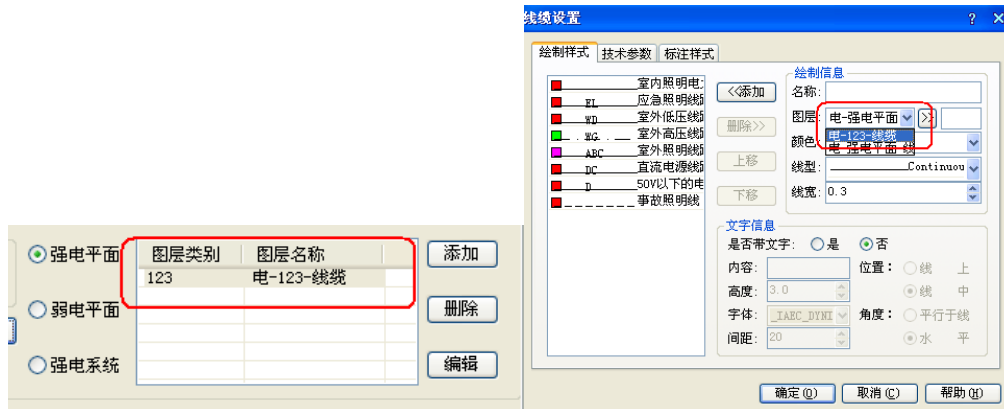 强电平面
弱电平面
强电系统
图层类别 图层名称
123 电-123-线缆
添加
删除
编辑
线缆设置
绘制样式 技术参数 标注样式
室内照明电
EL 应急照明线
WD 室外低压线
WG 室外高压线
ABC 室外照明线
DC 直流电源线
D 50V以下的电
事故照明线
<<添加
删除>>
上移
下移
绘制信息
名称:
图层: 电-强电平面 >>
电-123-线缆
电-强电平面-线
颜色
线型: Continuou
线宽: 0.3
文字信息
是否带文字: 是 否
内容: 位置: 线 上
高度: 3.0 线 中
字体: _IAEC_DYNI 角度: 平行于线
间距: 20 水 平
确定(O) 取消(C) 帮助(H)